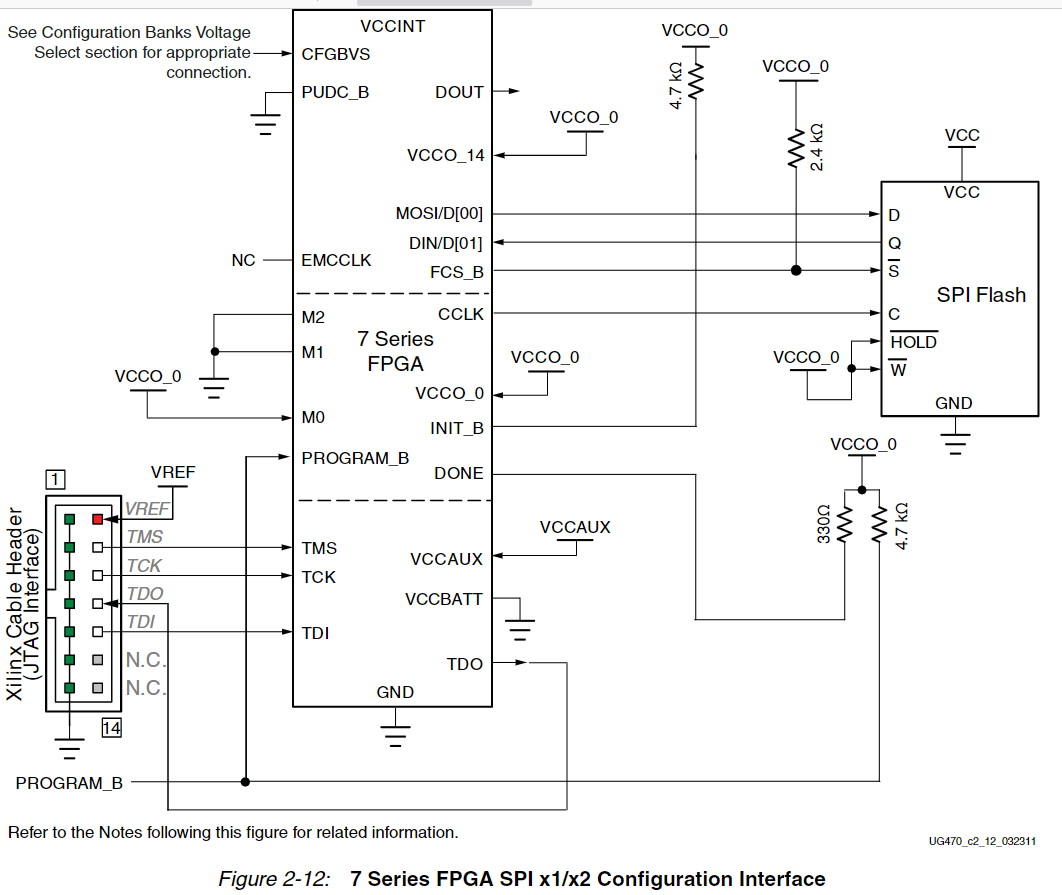 See Configuration Banks Voltage
Select section for appropriate
connection.
VCCINT
CFGBVS
PUDC_B
DOUT
VCCO_0
VCCO_14
VCCO_0
4.7 kΩ
VCCO_0
2.4 kΩ
VCC
VCC
MOSI/D[00]
D
DIN/D[01]
Q
NC
EMCCLK
FCS_B
S
SPI Flash
M2
CCLK
C
7 Series
FPGA
M1
HOLD
VCCO_0
VCCO_0
W
VCCO_0
VCCO_0
GND
M0
INIT_B
VCCO_0
PROGRAM_B
DONE
330Ω
4.7 kΩ
1
VREF
VREF
TMS
TCK
TDO
TDI
N.C.
N.C.
14
Xilinx Cable Header
(JTAG Interface)
TMS
TCK
TDI
VCCAUX
VCCAUX
VCCBATT
TDO
GND
PROGRAM_B
Refer to the Notes following this figure for related information.
UG470_c2_12_032311
Figure 2-12: 7 Series FPGA SPI x1/x2 Configuration Interface